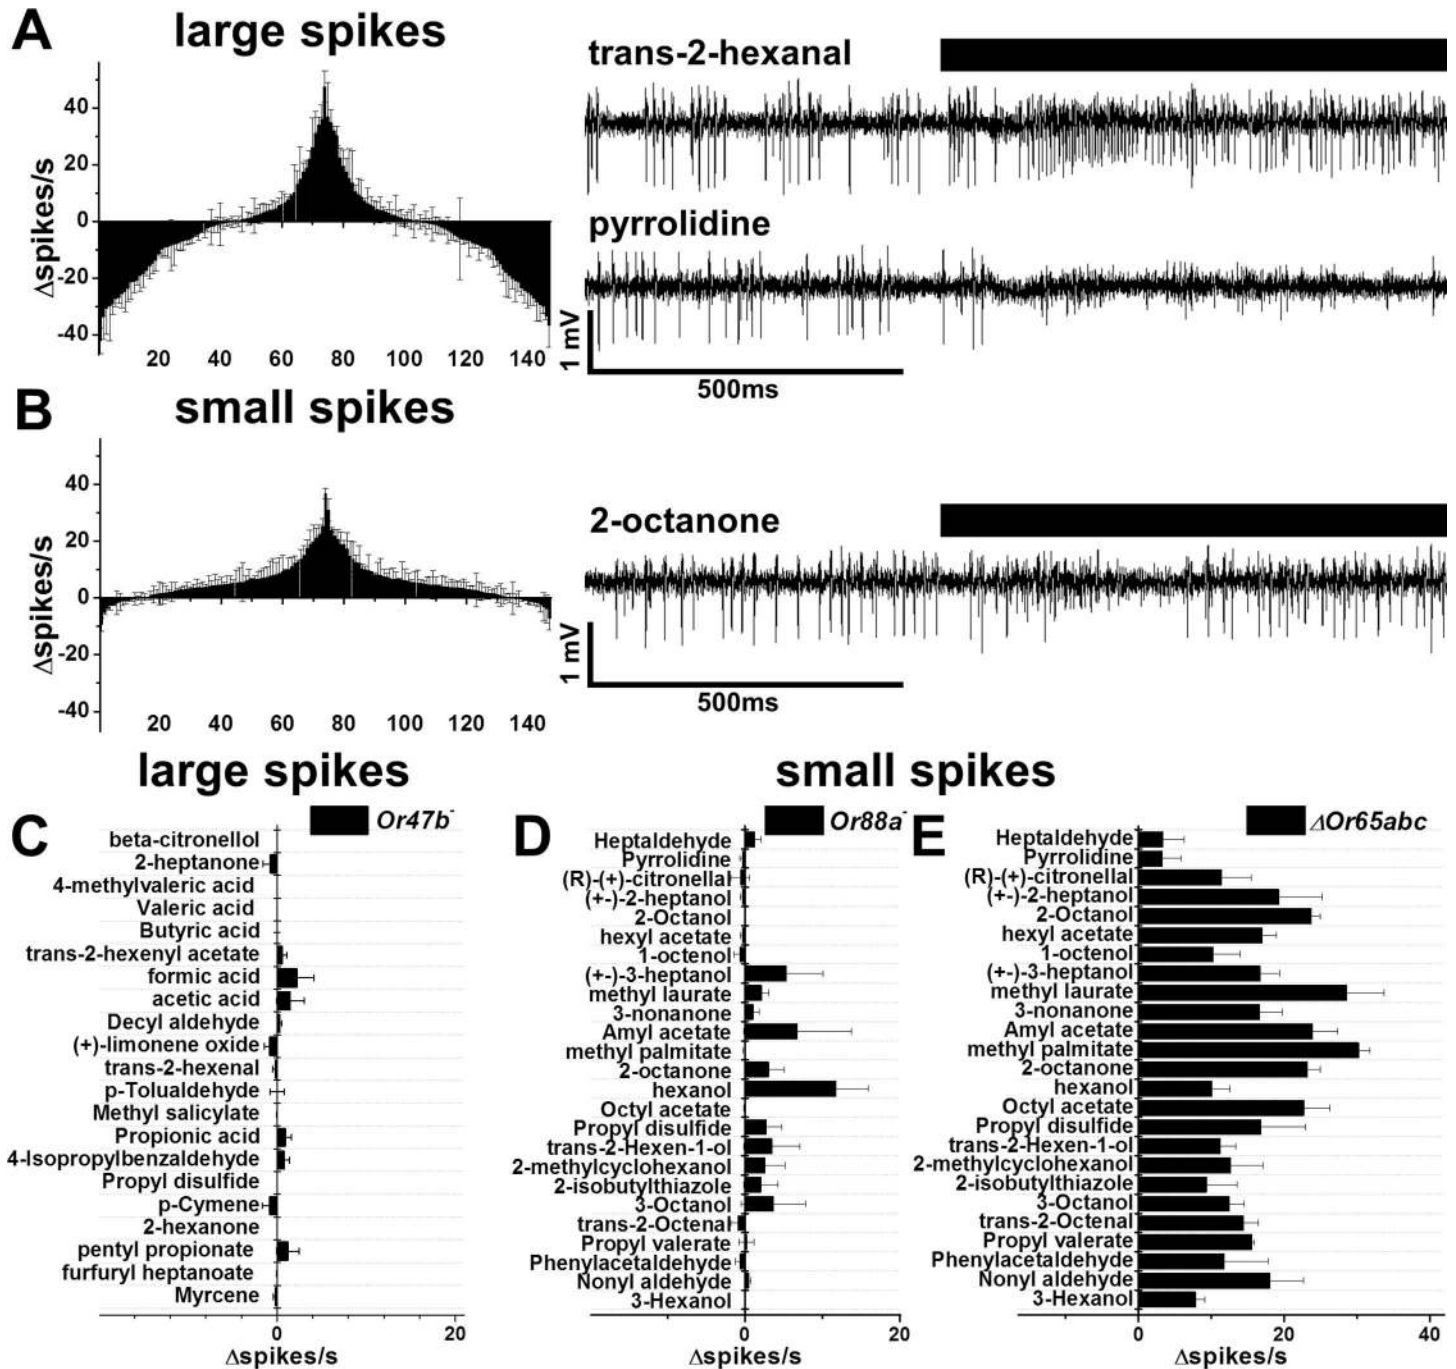 A
large spikes
Δspikes/s
40
20
0
-20
-40
20
40
60
80
100
120
140
trans-2-hexanal
pyrrolidine
1 mV
500ms
B
small spikes
Δspikes/s
40
20
0
-20
-40
20
40
60
80
100
120
140
2-octanone
1 mV
500ms
large spikes
small spikes
C
Or47b-
beta-citronellol
2-heptanone
4-methylvaleric acid
Valeric acid
Butyric acid
trans-2-hexenyl acetate
formic acid
acetic acid
Decyl aldehyde
(+)-limonene oxide
trans-2-hexenal
p-Tolualdehyde
Methyl salicylate
Propionic acid
4-Isopropylbenzaldehyde
Propyl disulfide
p-Cymene
2-hexanone
pentyl propionate
furfuryl heptanoate
Myrcene
0
20
Δspikes/s
D
Or88a-
Heptaldehyde
Pyrrolidine
(R)-(+)-citronellal
(+-)-2-heptanol
2-Octanol
hexyl acetate
1-octenol
(+-)-3-heptanol
methyl laurate
3-nonanone
Amyl acetate
methyl palmitate
2-octanone
hexanol
Octyl acetate
Propyl disulfide
trans-2-Hexen-1-ol
2-methylcyclohexanol
2-isobutylthiazole
3-Octanol
trans-2-Octenal
Propyl valerate
Phenylacetaldehyde
Nonyl aldehyde
3-Hexanol
0
20
Δspikes/s
E
ΔOr65abc
Heptaldehyde
Pyrrolidine
(R)-(+)-citronellal
(+-)-2-heptanol
2-Octanol
hexyl acetate
1-octenol
(+-)-3-heptanol
methyl laurate
3-nonanone
Amyl acetate
methyl palmitate
2-octanone
hexanol
Octyl acetate
Propyl disulfide
trans-2-Hexen-1-ol
2-methylcyclohexanol
2-isobutylthiazole
3-Octanol
trans-2-Octenal
Propyl valerate
Phenylacetaldehyde
Nonyl aldehyde
3-Hexanol
0
20
40
Δspikes/s